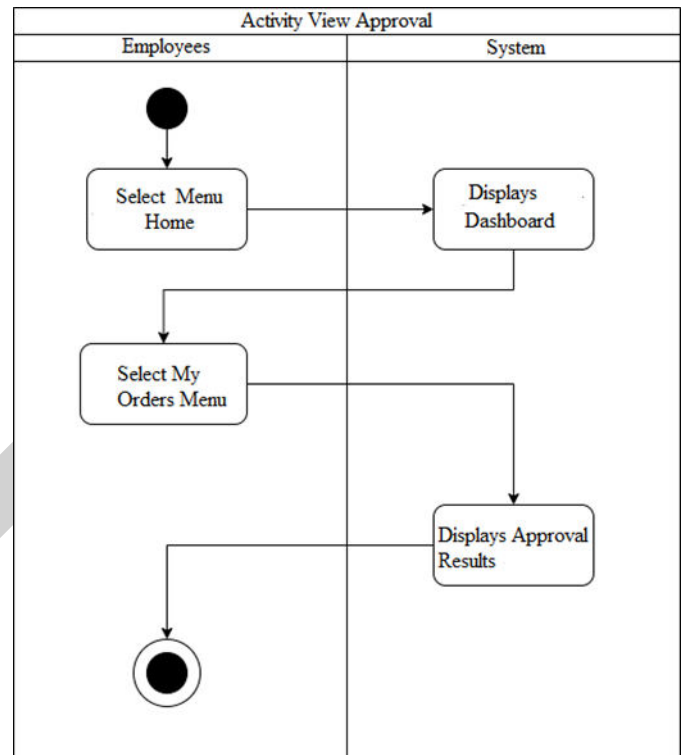 Activity View Approval
Employees
System
Select Menu
Home
Displays
Dashboard
Select My
Orders Menu
Displays Approval
Results